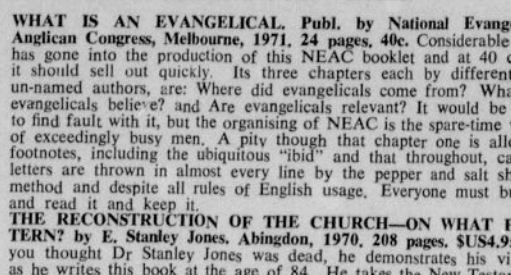 WHAT IS AN EVANGELICAL. Publ. by National Evange
Anglican Congress, Melbourne, 1971. 24 pages. 40c. Considerable
has gone into the production of this NEAC booklet and at 40 c
it should sell out quickly. Its three chapters each by different
un-named authors, are: Where did evangelicals come from? Wha
evangelicals believe? and Are evangelicals relevant? It would be
to find fault with it, but the organising of NEAC is the spare-time
of exceedingly busy men. A pity though that chapter one is all
footnotes, including the ubiquitous "ibid" and that throughout, ca
letters are thrown in almost every line by the pepper and salt sh
method and despite all rules of English usage. Everyone must b
and read it and keep it.
THE RECONSTRUCTION OF THE CHURCH—ON WHAT P
TERN? by E. Stanley Jones. Abingdon, 1970. 208 pages. $US4.9
you thought Dr Stanley Jones was dead, he demonstrates his vi
as he writes this book at the age of 84. He takes the New Testa